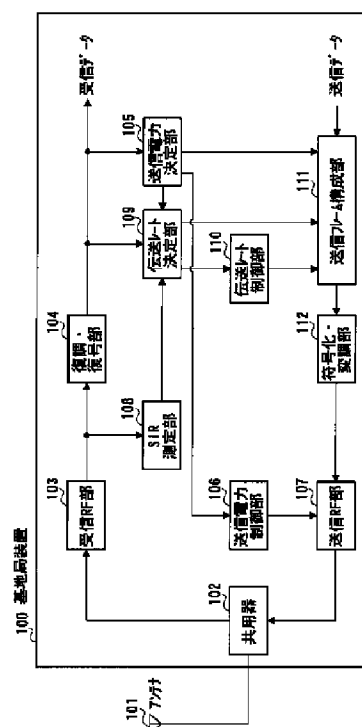 100 基地局装置
101
アンテナ
102
共用器
103
受信RF部
104
復調・
復号部
受信データ
105
送信電力
決定部
106
送信電力
制御部
107
送信RF部
108
SIR
測定部
109
伝送レート
決定部
110
伝送レート
制御部
111
送信フレーム構成部
112
符号化・
変調部
送信データ